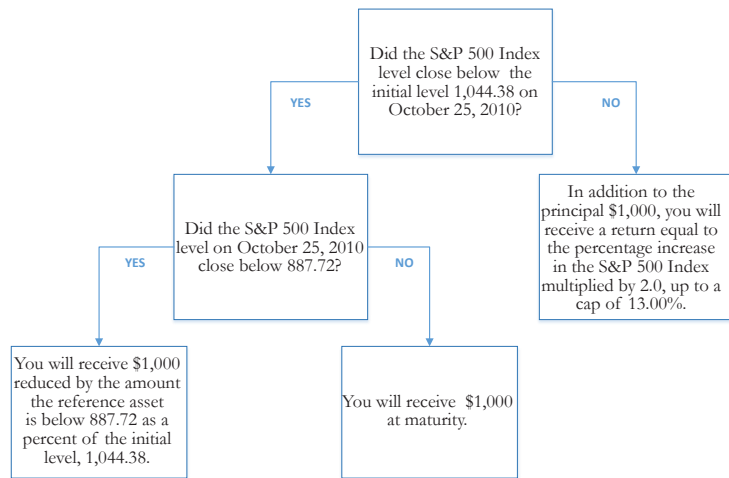 Did the S&P 500 Index
level close below the
initial level 1,044.38 on
October 25, 2010?
YES
NO
Did the S&P 500 Index
level on October 25, 2010
close below 887.72?
In addition to the
principal $1,000, you will
receive a return equal to
the percentage increase
in the S&P 500 Index
multiplied by 2.0, up to a
cap of 13.00%.
YES
NO
You will receive $1,000
reduced by the amount
the reference asset
is below 887.72 as a
percent of the initial
level, 1,044.38.
You will receive $1,000
at maturity.